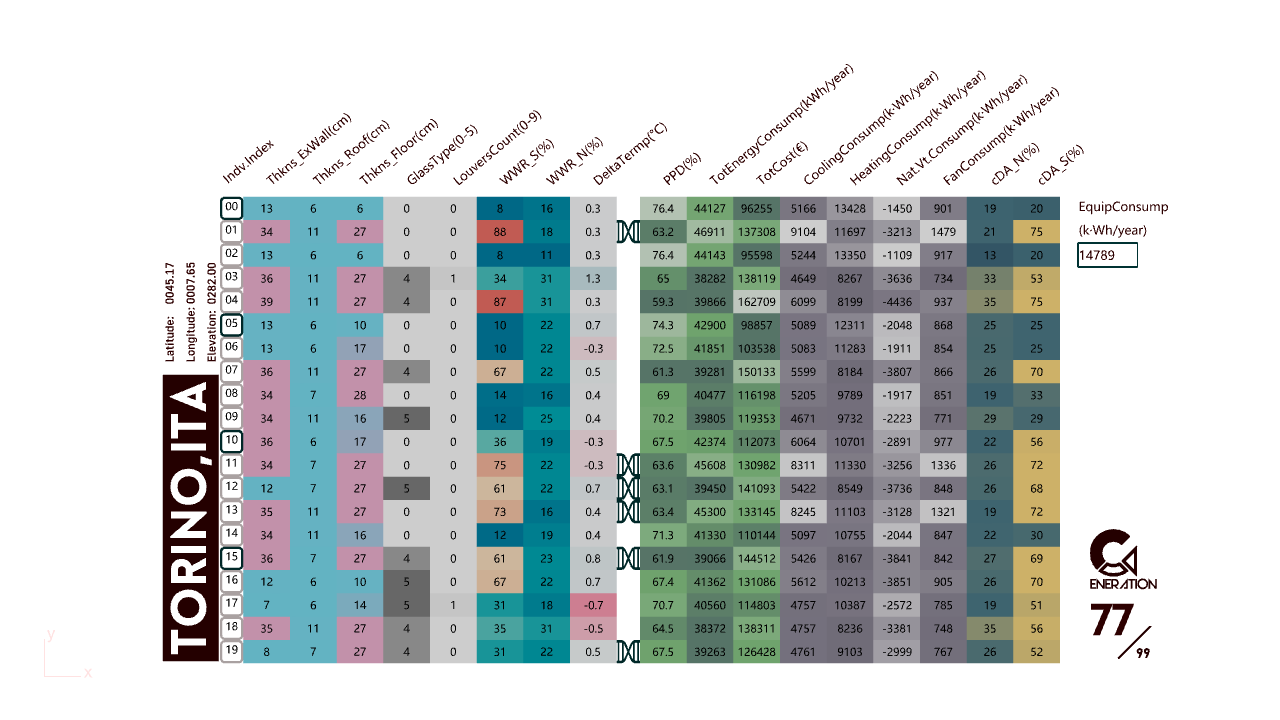 Indv.Index Thkns_ExWall(cm) Thkns_Roof(cm) Thkns_Floor(cm) GlassType(0-5) LouversCount(0-9) WWR_S(%) WWR_N(%) DeltaTermp(°C) PPD(%) TotEnergyConsump(kWh/year) TotCost(€) CoolingConsump(k·Wh/year) HeatingConsump(k·Wh/year) Nat.Vt.Consump(k·Wh/year) FanConsump(k·Wh/year) cDA_N(%) cDA_S(%)
00 13 6 6 0 0 8 16 0.3 76.4 44127 96255 5166 13428 -1450 901 19 20
01 34 11 27 0 0 88 18 0.3 63.2 46911 137308 9104 11697 -3213 1479 21 75
02 13 6 6 0 0 8 11 0.3 76.4 44143 95598 5244 13350 -1109 917 13 20
03 36 11 27 4 1 34 31 1.3 65 38282 138119 4649 8267 -3636 734 33 53
04 39 11 27 4 0 87 31 0.3 59.3 39866 162709 6099 8199 -4436 937 35 75
05 13 6 10 0 0 10 22 0.7 74.3 42900 98857 5089 12311 -2048 868 25 25
06 13 6 17 0 0 10 22 -0.3 72.5 41851 103538 5083 11283 -1911 854 25 25
07 36 11 27 4 0 67 22 0.5 61.3 39281 150133 5599 8184 -3807 866 26 70
08 34 7 28 0 0 14 16 0.4 69 40477 116198 5205 9789 -1917 851 19 33
09 34 11 16 5 0 12 25 0.4 70.2 39805 119353 4671 9732 -2223 771 29 29
10 36 6 17 0 0 36 19 -0.3 67.5 42374 112073 6064 10701 -2891 977 22 56
11 34 7 27 0 0 75 22 -0.3 63.6 45608 130982 8311 11330 -3256 1336 26 72
12 12 7 27 5 0 61 22 0.7 63.1 39450 141093 5422 8549 -3736 848 26 68
13 35 11 27 0 0 73 16 0.4 63.4 45300 133145 8245 11103 -3128 1321 19 72
14 34 11 16 0 0 12 19 0.4 71.3 41330 110144 5097 10755 -2044 847 22 30
15 36 7 27 4 0 61 23 0.8 61.9 39066 144512 5426 8167 -3841 842 27 69
16 12 6 10 5 0 67 22 0.7 67.4 41362 131086 5612 10213 -3851 905 26 70
17 7 6 14 5 1 31 18 -0.7 70.7 40560 114803 4757 10387 -2572 785 19 51
18 35 11 27 4 0 35 31 -0.5 64.5 38372 138311 4757 8236 -3381 748 35 56
19 8 7 27 4 0 31 22 0.5 67.5 39263 126428 4761 9103 -2999 767 26 52
EquipConsump
(k·Wh/year)
14789
Latitude: 0045.17
Longitude: 0007.65
Elevation: 0282.00
TORINO,ITA
ENERATION
77/99
y
x